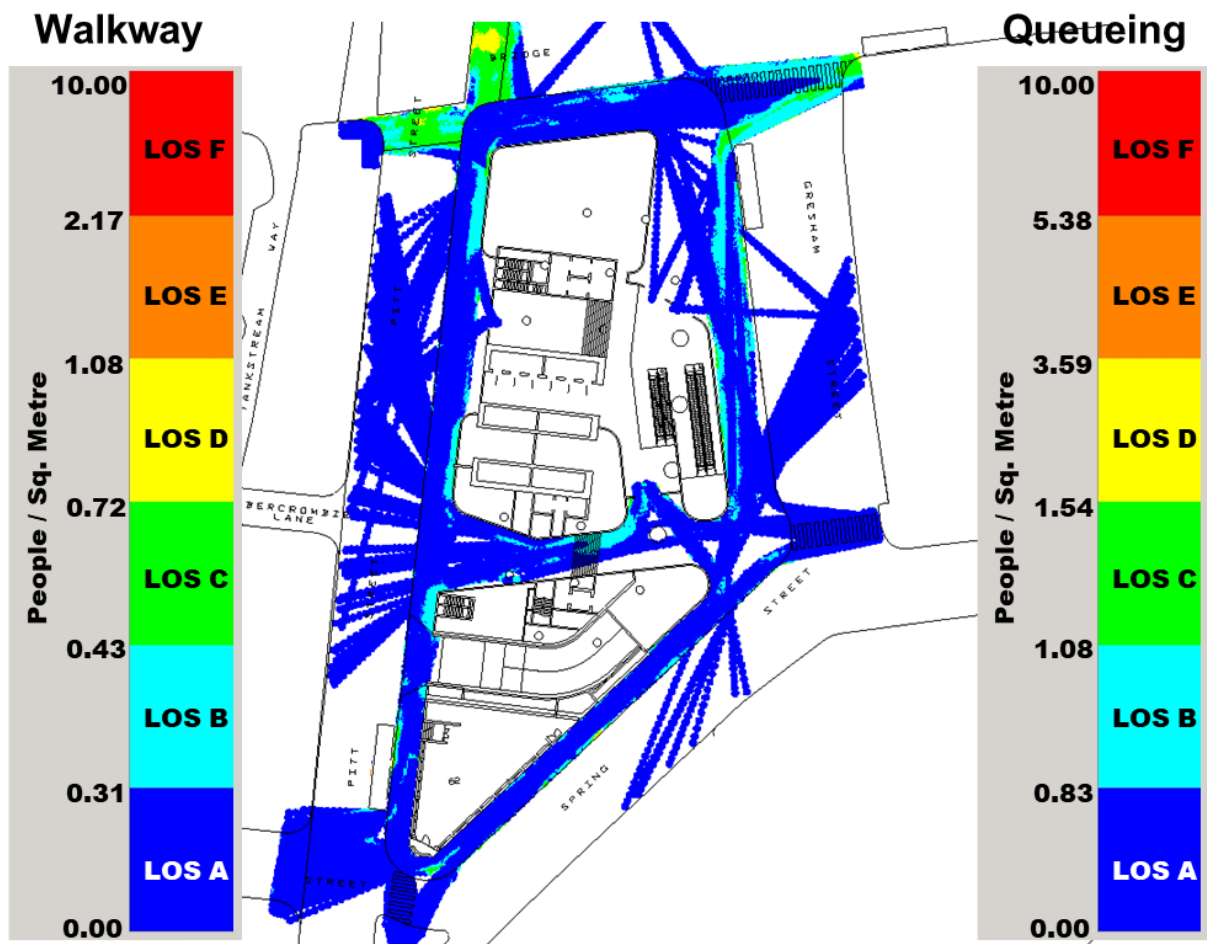 Walkway
10.00
LOS F
2.17
LOS E
1.08
LOS D
0.72
LOS C
0.43
LOS B
0.31
LOS A
0.00
People / Sq. Metre
BRIDGE
STREET
GRESHAM
STREET
WAY
TANKSTREAM
PITT
STREET
BERCROMBIE
LANE
PITT
STREET
SPRING
STREET
Queueing
10.00
LOS F
5.38
LOS E
3.59
LOS D
1.54
LOS C
1.08
LOS B
0.83
LOS A
0.00
People / Sq. Metre